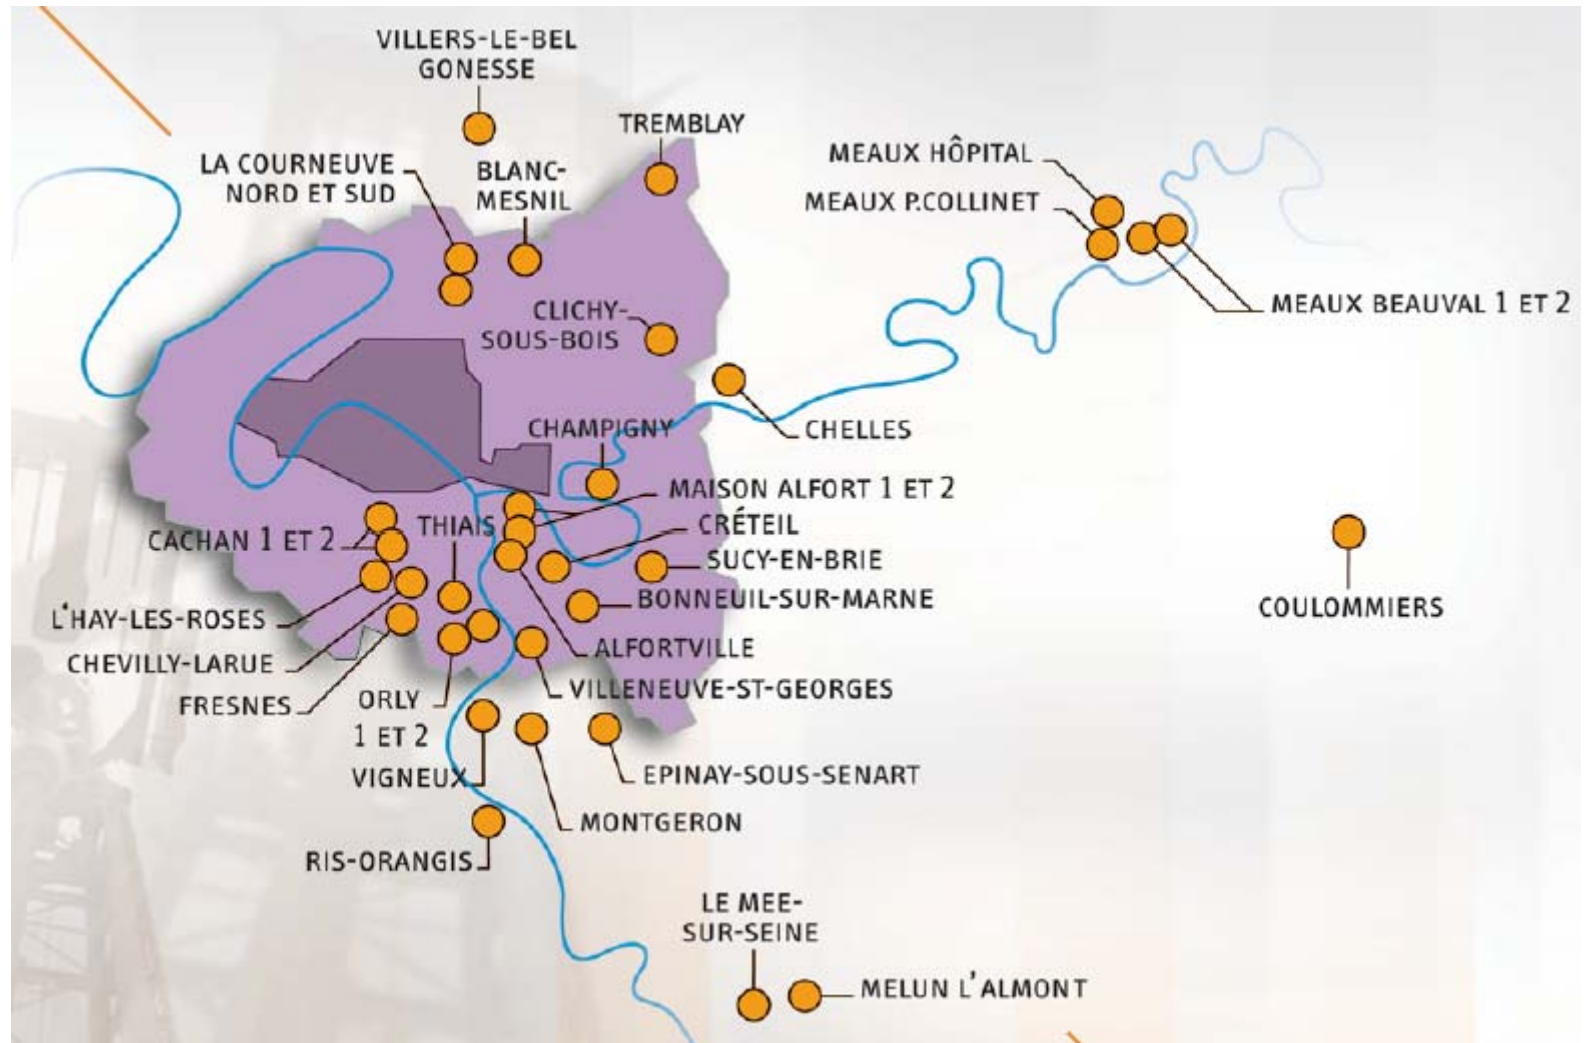 VILLERS-LE-BEL
GONESSE
TREMBLAY
LA COURNEUVE
NORD ET SUD
BLANC-
MESNIL
MEAUX HÔPITAL
MEAUX P.COLLINET
MEAUX BEAUVAL 1 ET 2
CLICHY-
SOUS-BOIS
CHELLES
CHAMPIGNY
MAISON ALFORT 1 ET 2
THIAIS
CRÉTEIL
CACHAN 1 ET 2
SUCY-EN-BRIE
BONNEUIL-SUR-MARNE
COULOMMIERS
L'HAY-LES-ROSES
ALFORTVILLE
CHEVILLY-LARUE
VILLENEUVE-ST-GEORGES
FRESNES
ORLY
1 ET 2
VIGNEUX
EPINAY-SOUS-SENART
MONTGERON
RIS-ORANGIS
LE MEE-
SUR-SEINE
MELUN L'ALMONT